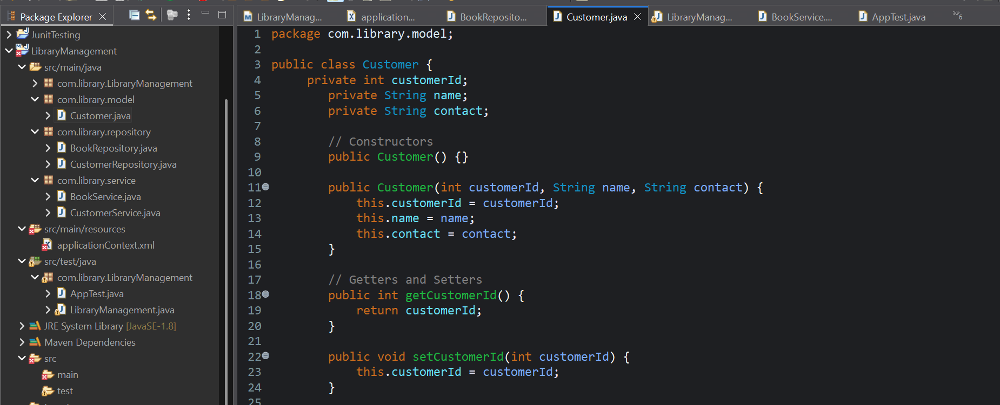 Package Explorer
JunitTesting
LibraryManagement
src/main/java
com.library.LibraryManagement
com.library.model
Customer.java
com.library.repository
BookRepository.java
CustomerRepository.java
com.library.service
BookService.java
CustomerService.java
src/main/resources
applicationContext.xml
src/test/java
com.library.LibraryManagement
AppTest.java
LibraryManagement.java
JRE System Library [JavaSE-1.8]
Maven Dependencies
src
main
test
LibraryManag... application... BookReposito... Customer.java LibraryManag... BookService.... AppTest.java »6
1 package com.library.model;
2
3 public class Customer {
4 private int customerId;
5 private String name;
6 private String contact;
7
8 // Constructors
9 public Customer() {}
10
11 public Customer(int customerId, String name, String contact) {
12 this.customerId = customerId;
13 this.name = name;
14 this.contact = contact;
15 }
16
17 // Getters and Setters
18 public int getCustomerId() {
19 return customerId;
20 }
21
22 public void setCustomerId(int customerId) {
23 this.customerId = customerId;
24 }
25